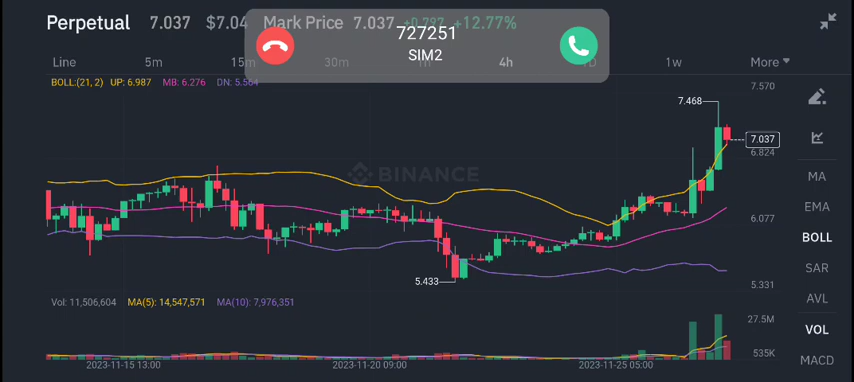 Perpetual 7.037 $7.04 Mark Price 7.037 +0.797 +12.77%
727251
SIM2
Line 5m 15m 30m 4h 1w More
BOLL:(21, 2) UP: 6.987 MB: 6.276 DN: 5.564
7.570
7.468
7.037
6.824
BINANCE
6.077
5.433
5.331
Vol: 11,506,604 MA(5): 14,547,571 MA(10): 7,976,351
27.5M
535K
2023-11-15 13:00 2023-11-20 09:00 2023-11-25 05:00
MA
EMA
BOLL
SAR
AVL
VOL
MACD